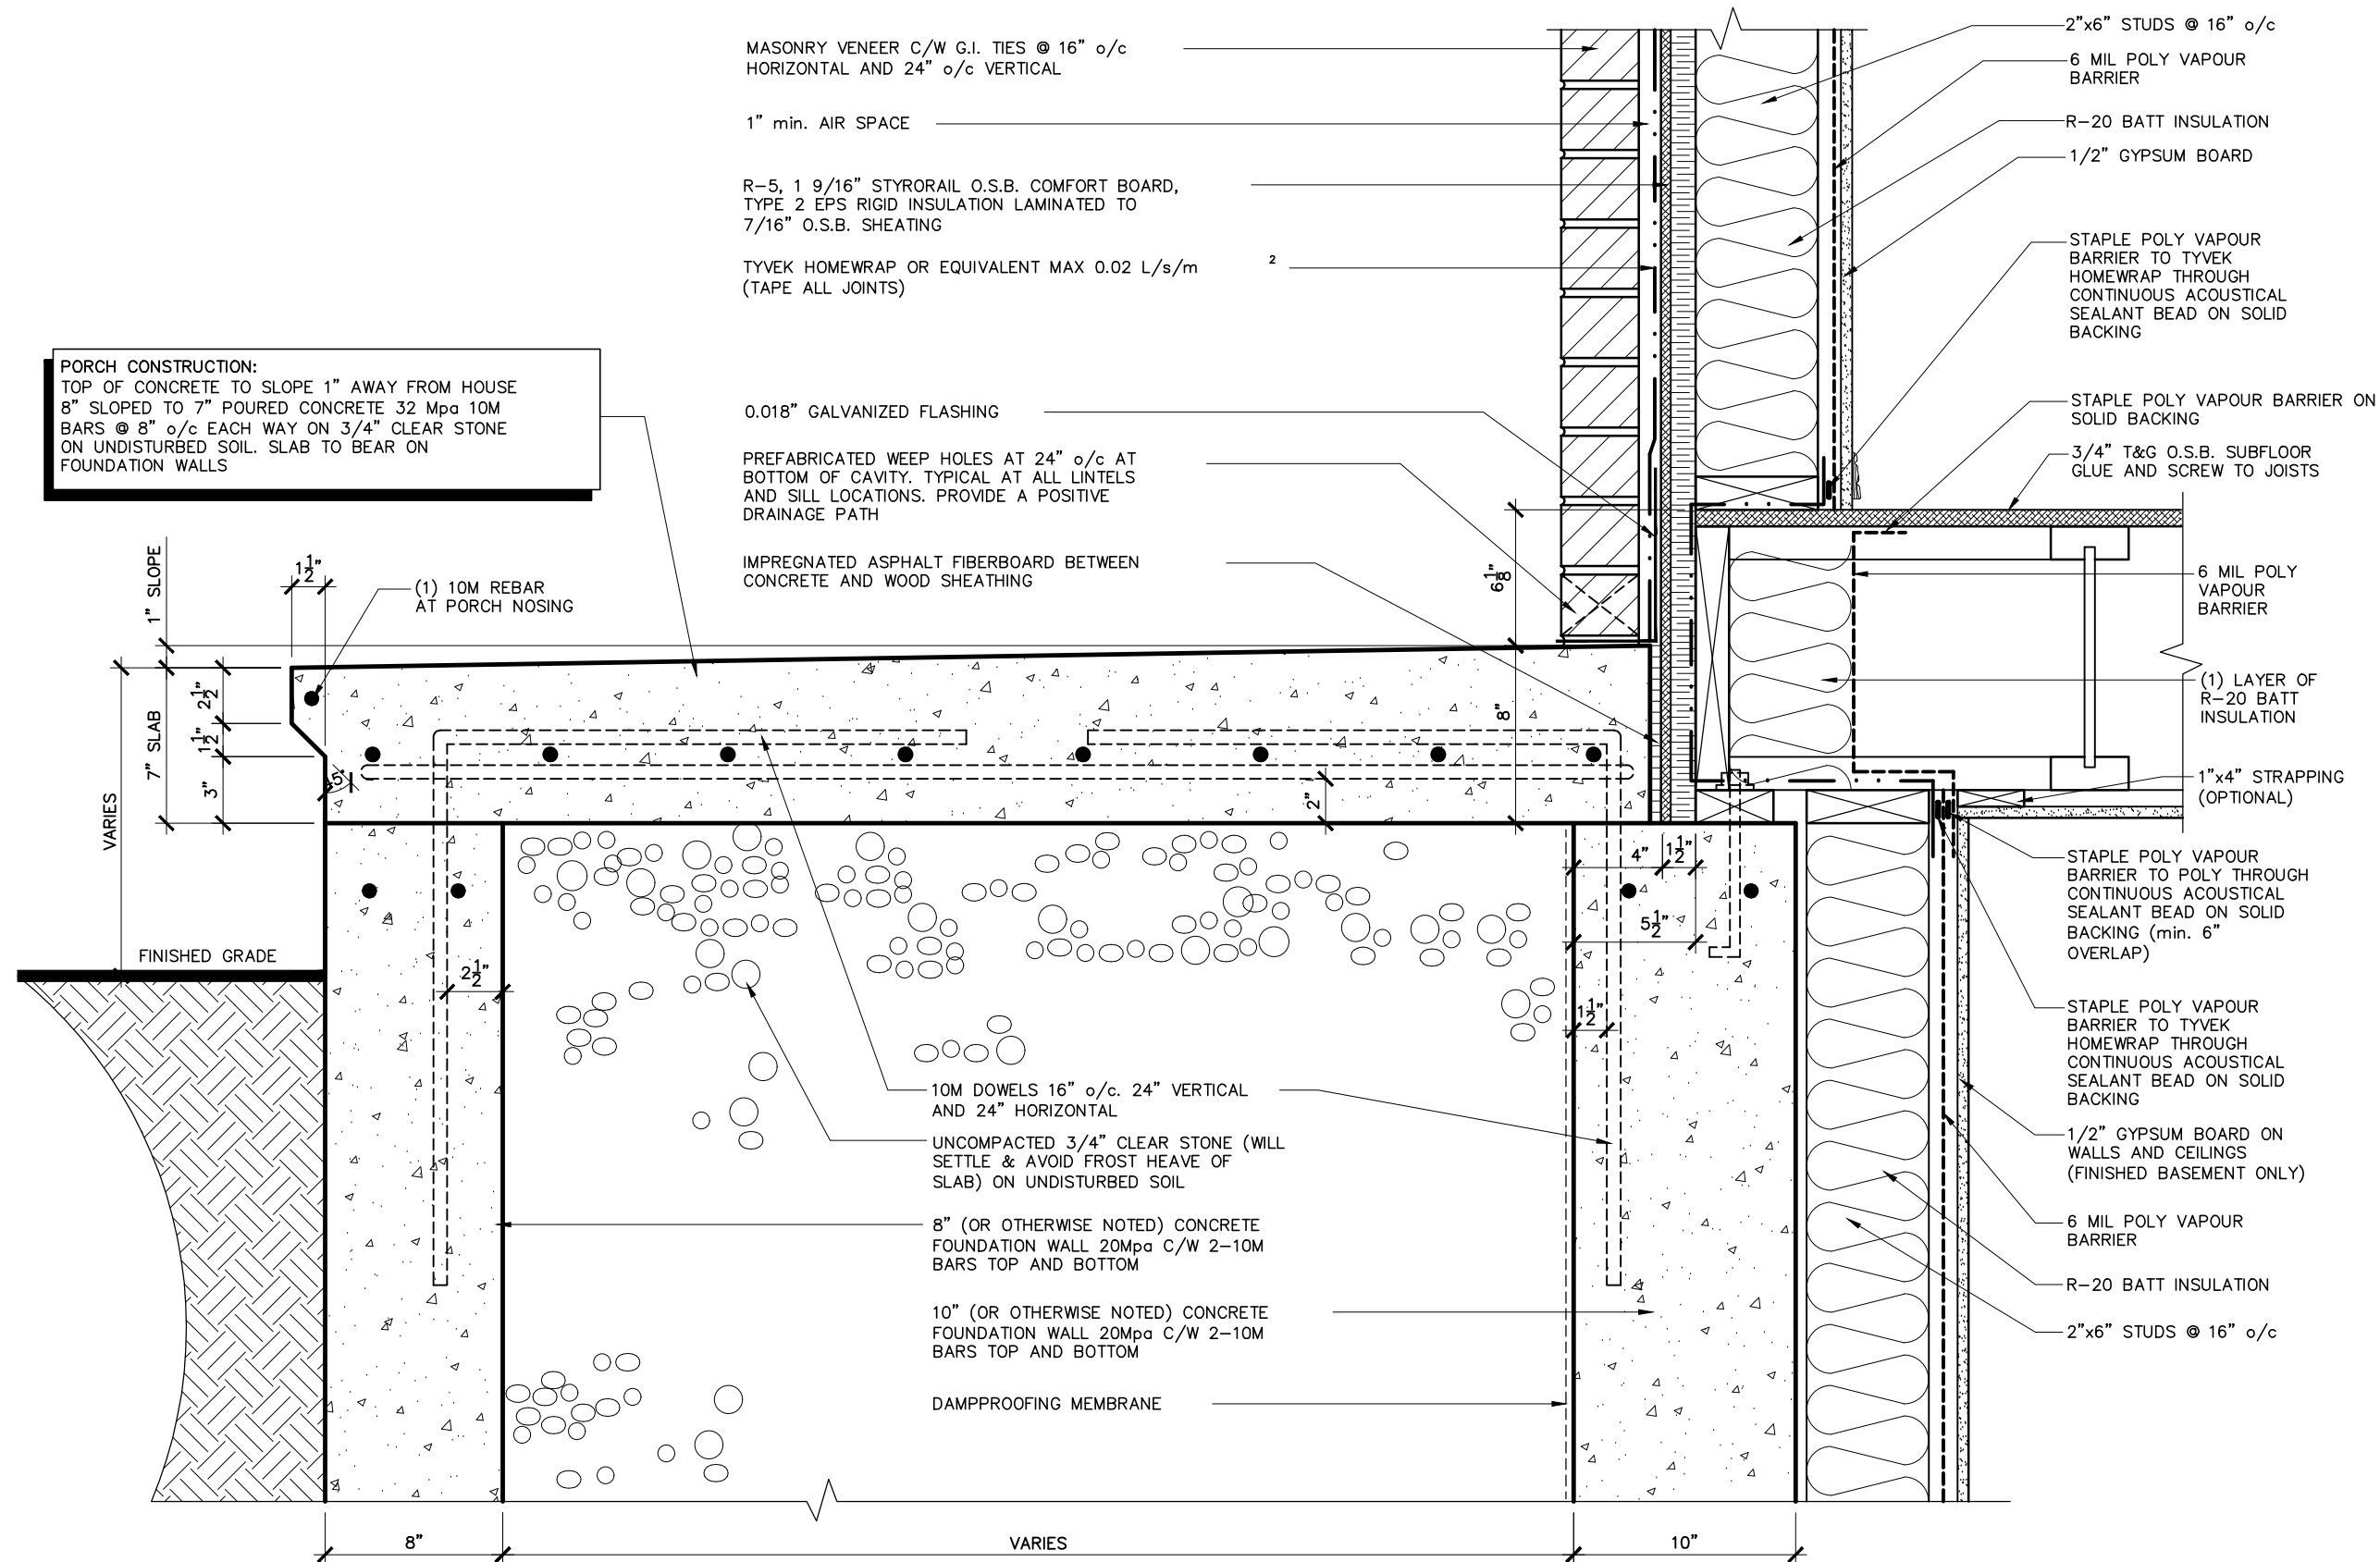 MASONRY VENEER C/W G.I. TIES @ 16" o/c
HORIZONTAL AND 24" o/c VERTICAL
1" min. AIR SPACE
R-5, 1 9/16" STYRORAIL O.S.B. COMFORT BOARD,
TYPE 2 EPS RIGID INSULATION LAMINATED TO
7/16" O.S.B. SHEATING
TYVEK HOMEWRAP OR EQUIVALENT MAX 0.02 L/s/m 2
(TAPE ALL JOINTS)
PORCH CONSTRUCTION:
TOP OF CONCRETE TO SLOPE 1" AWAY FROM HOUSE
8" SLOPED TO 7" POURED CONCRETE 32 Mpa 10M
BARS @ 8" o/c EACH WAY ON 3/4" CLEAR STONE
ON UNDISTURBED SOIL. SLAB TO BEAR ON
FOUNDATION WALLS
0.018" GALVANIZED FLASHING
PREFABRICATED WEEP HOLES AT 24" o/c AT
BOTTOM OF CAVITY. TYPICAL AT ALL LINTELS
AND SILL LOCATIONS. PROVIDE A POSITIVE
DRAINAGE PATH
IMPREGNATED ASPHALT FIBERBOARD BETWEEN
CONCRETE AND WOOD SHEATHING
(1) 10M REBAR
AT PORCH NOSING
1" SLOPE
1 1/2"
2 1/2"
1 1/2"
3"
7" SLAB
VARIES
45°
6 1/8"
8"
2"
4"
1 1/2"
5 1/2"
1 1/2"
2 1/2"
FINISHED GRADE
10M DOWELS 16" o/c. 24" VERTICAL
AND 24" HORIZONTAL
UNCOMPACTED 3/4" CLEAR STONE (WILL
SETTLE & AVOID FROST HEAVE OF
SLAB) ON UNDISTURBED SOIL
8" (OR OTHERWISE NOTED) CONCRETE
FOUNDATION WALL 20Mpa C/W 2-10M
BARS TOP AND BOTTOM
10" (OR OTHERWISE NOTED) CONCRETE
FOUNDATION WALL 20Mpa C/W 2-10M
BARS TOP AND BOTTOM
DAMPPROOFING MEMBRANE
8"
VARIES
10"
2"x6" STUDS @ 16" o/c
6 MIL POLY VAPOUR
BARRIER
R-20 BATT INSULATION
1/2" GYPSUM BOARD
STAPLE POLY VAPOUR
BARRIER TO TYVEK
HOMEWRAP THROUGH
CONTINUOUS ACOUSTICAL
SEALANT BEAD ON SOLID
BACKING
STAPLE POLY VAPOUR BARRIER ON
SOLID BACKING
3/4" T&G O.S.B. SUBFLOOR
GLUE AND SCREW TO JOISTS
6 MIL POLY
VAPOUR
BARRIER
(1) LAYER OF
R-20 BATT
INSULATION
1"x4" STRAPPING
(OPTIONAL)
STAPLE POLY VAPOUR
BARRIER TO POLY THROUGH
CONTINUOUS ACOUSTICAL
SEALANT BEAD ON SOLID
BACKING (min. 6"
OVERLAP)
STAPLE POLY VAPOUR
BARRIER TO TYVEK
HOMEWRAP THROUGH
CONTINUOUS ACOUSTICAL
SEALANT BEAD ON SOLID
BACKING
1/2" GYPSUM BOARD ON
WALLS AND CEILINGS
(FINISHED BASEMENT ONLY)
6 MIL POLY VAPOUR
BARRIER
R-20 BATT INSULATION
2"x6" STUDS @ 16" o/c